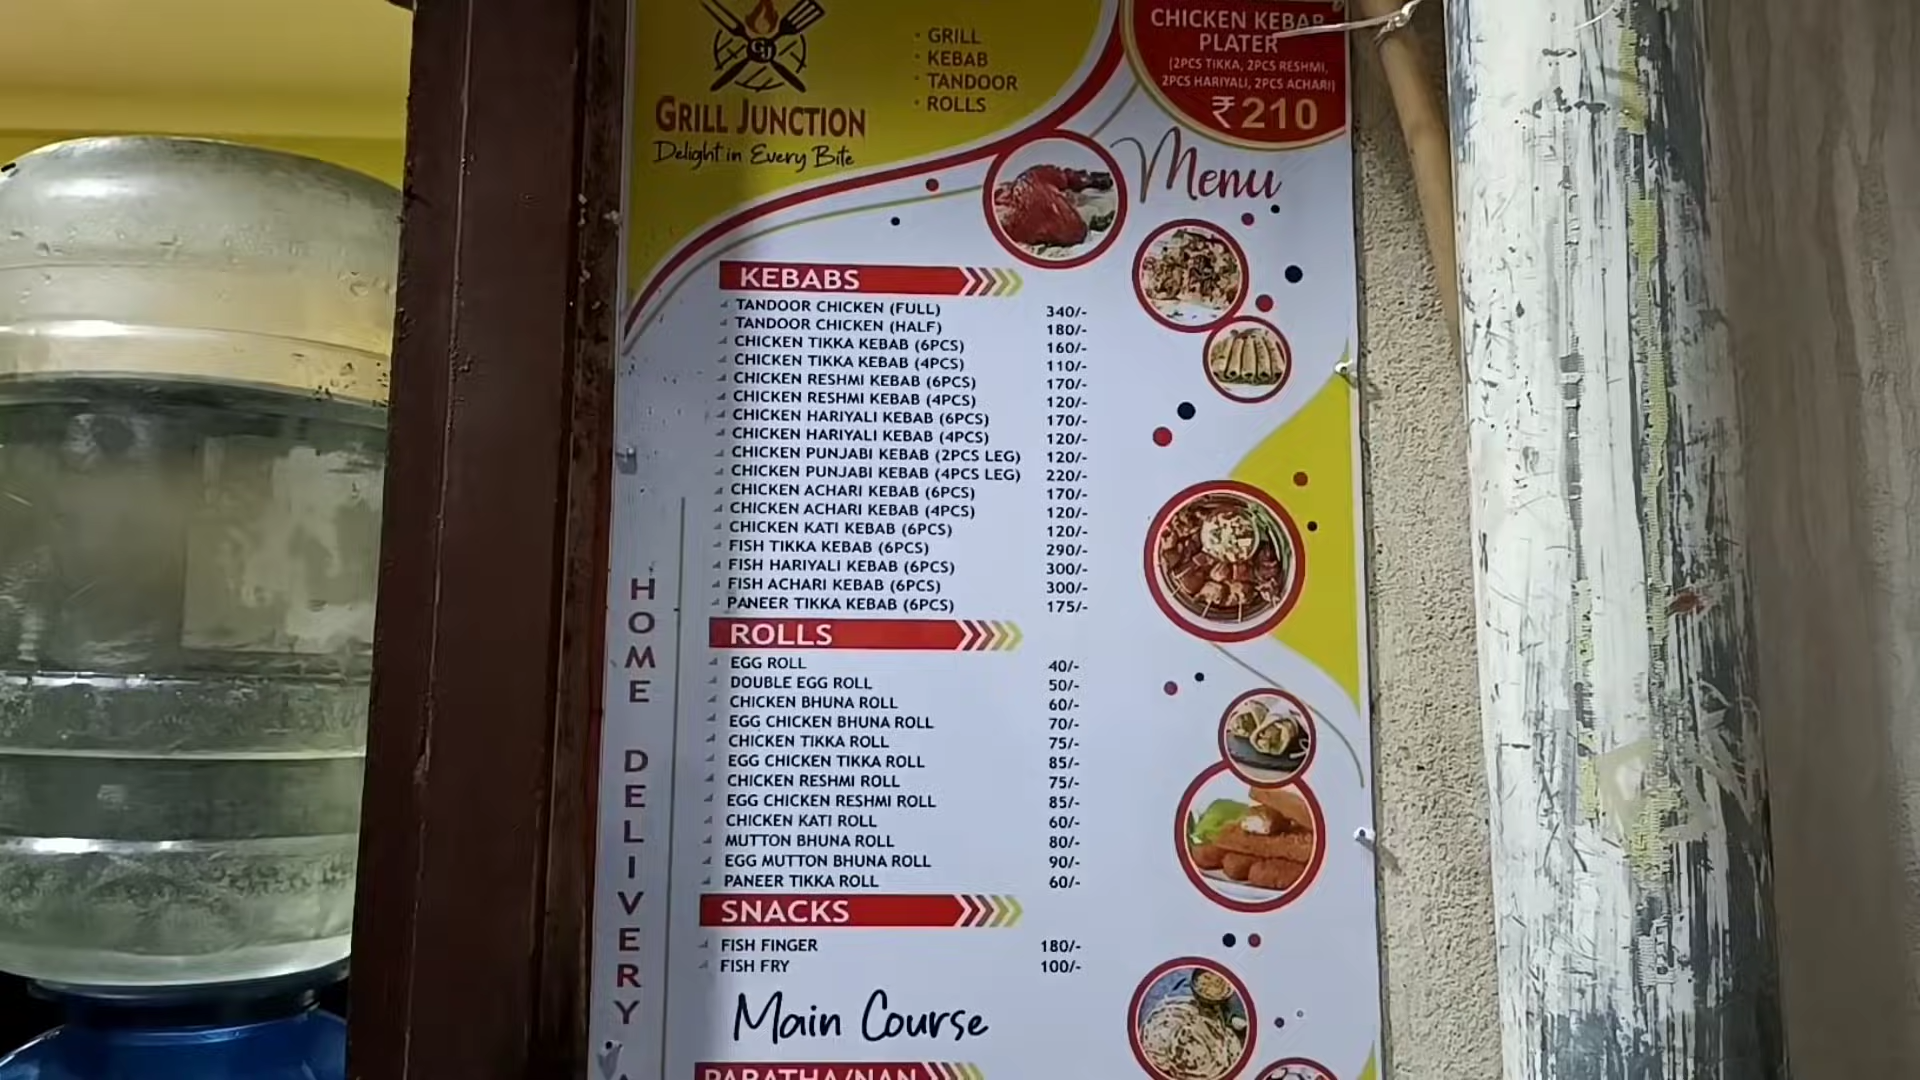 GJ
GRILL JUNCTION
Delight in Every Bite
· GRILL
· KEBAB
· TANDOOR
· ROLLS
CHICKEN KEBAB
PLATER
(2PCS TIKKA, 2PCS RESHMI,
2PCS HARIYALI, 2PCS ACHARI)
₹210
Menu
KEBABS
TANDOOR CHICKEN (FULL) 340/-
TANDOOR CHICKEN (HALF) 180/-
CHICKEN TIKKA KEBAB (6PCS) 160/-
CHICKEN TIKKA KEBAB (4PCS) 110/-
CHICKEN RESHMI KEBAB (6PCS) 170/-
CHICKEN RESHMI KEBAB (4PCS) 120/-
CHICKEN HARIYALI KEBAB (6PCS) 170/-
CHICKEN HARIYALI KEBAB (4PCS) 120/-
CHICKEN PUNJABI KEBAB (2PCS LEG) 120/-
CHICKEN PUNJABI KEBAB (4PCS LEG) 220/-
CHICKEN ACHARI KEBAB (6PCS) 170/-
CHICKEN ACHARI KEBAB (4PCS) 120/-
CHICKEN KATI KEBAB (6PCS) 120/-
FISH TIKKA KEBAB (6PCS) 290/-
FISH HARIYALI KEBAB (6PCS) 300/-
FISH ACHARI KEBAB (6PCS) 300/-
PANEER TIKKA KEBAB (6PCS) 175/-
ROLLS
EGG ROLL 40/-
DOUBLE EGG ROLL 50/-
CHICKEN BHUNA ROLL 60/-
EGG CHICKEN BHUNA ROLL 70/-
CHICKEN TIKKA ROLL 75/-
EGG CHICKEN TIKKA ROLL 85/-
CHICKEN RESHMI ROLL 75/-
EGG CHICKEN RESHMI ROLL 85/-
CHICKEN KATI ROLL 60/-
MUTTON BHUNA ROLL 80/-
EGG MUTTON BHUNA ROLL 90/-
PANEER TIKKA ROLL 60/-
SNACKS
FISH FINGER 180/-
FISH FRY 100/-
Main Course
PARATHA/NAN
HOME DELIVERY